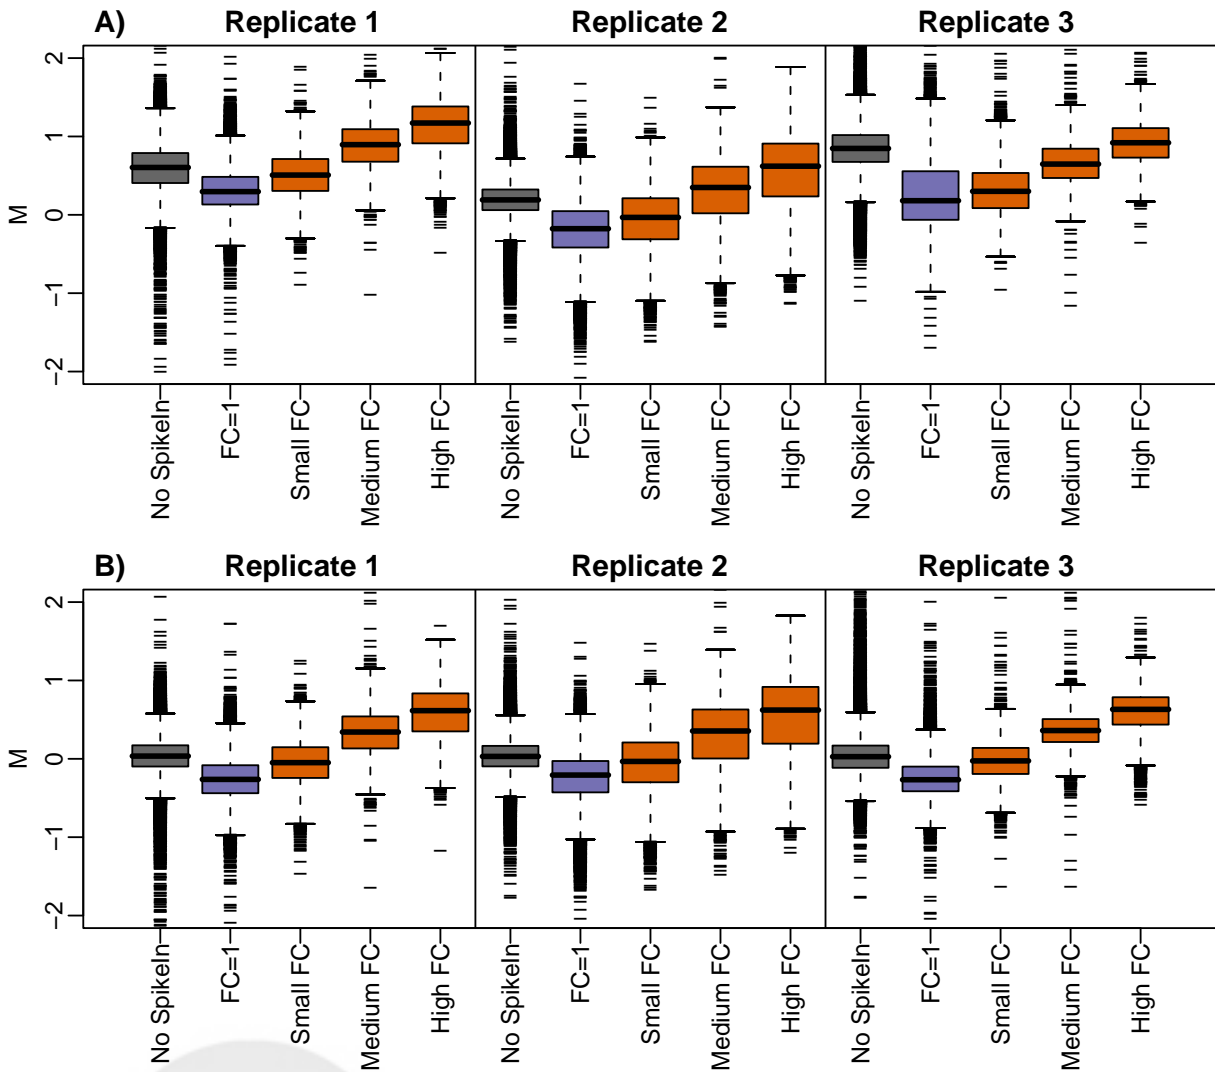 A) Replicate 1 Replicate 2 Replicate 3
2
1
0
−1
−2
M
No SpikeIn FC=1 Small FC Medium FC High FC No SpikeIn FC=1 Small FC Medium FC High FC No SpikeIn FC=1 Small FC Medium FC High FC
B) Replicate 1 Replicate 2 Replicate 3
2
1
0
−1
−2
M
No SpikeIn FC=1 Small FC Medium FC High FC No SpikeIn FC=1 Small FC Medium FC High FC No SpikeIn FC=1 Small FC Medium FC High FC